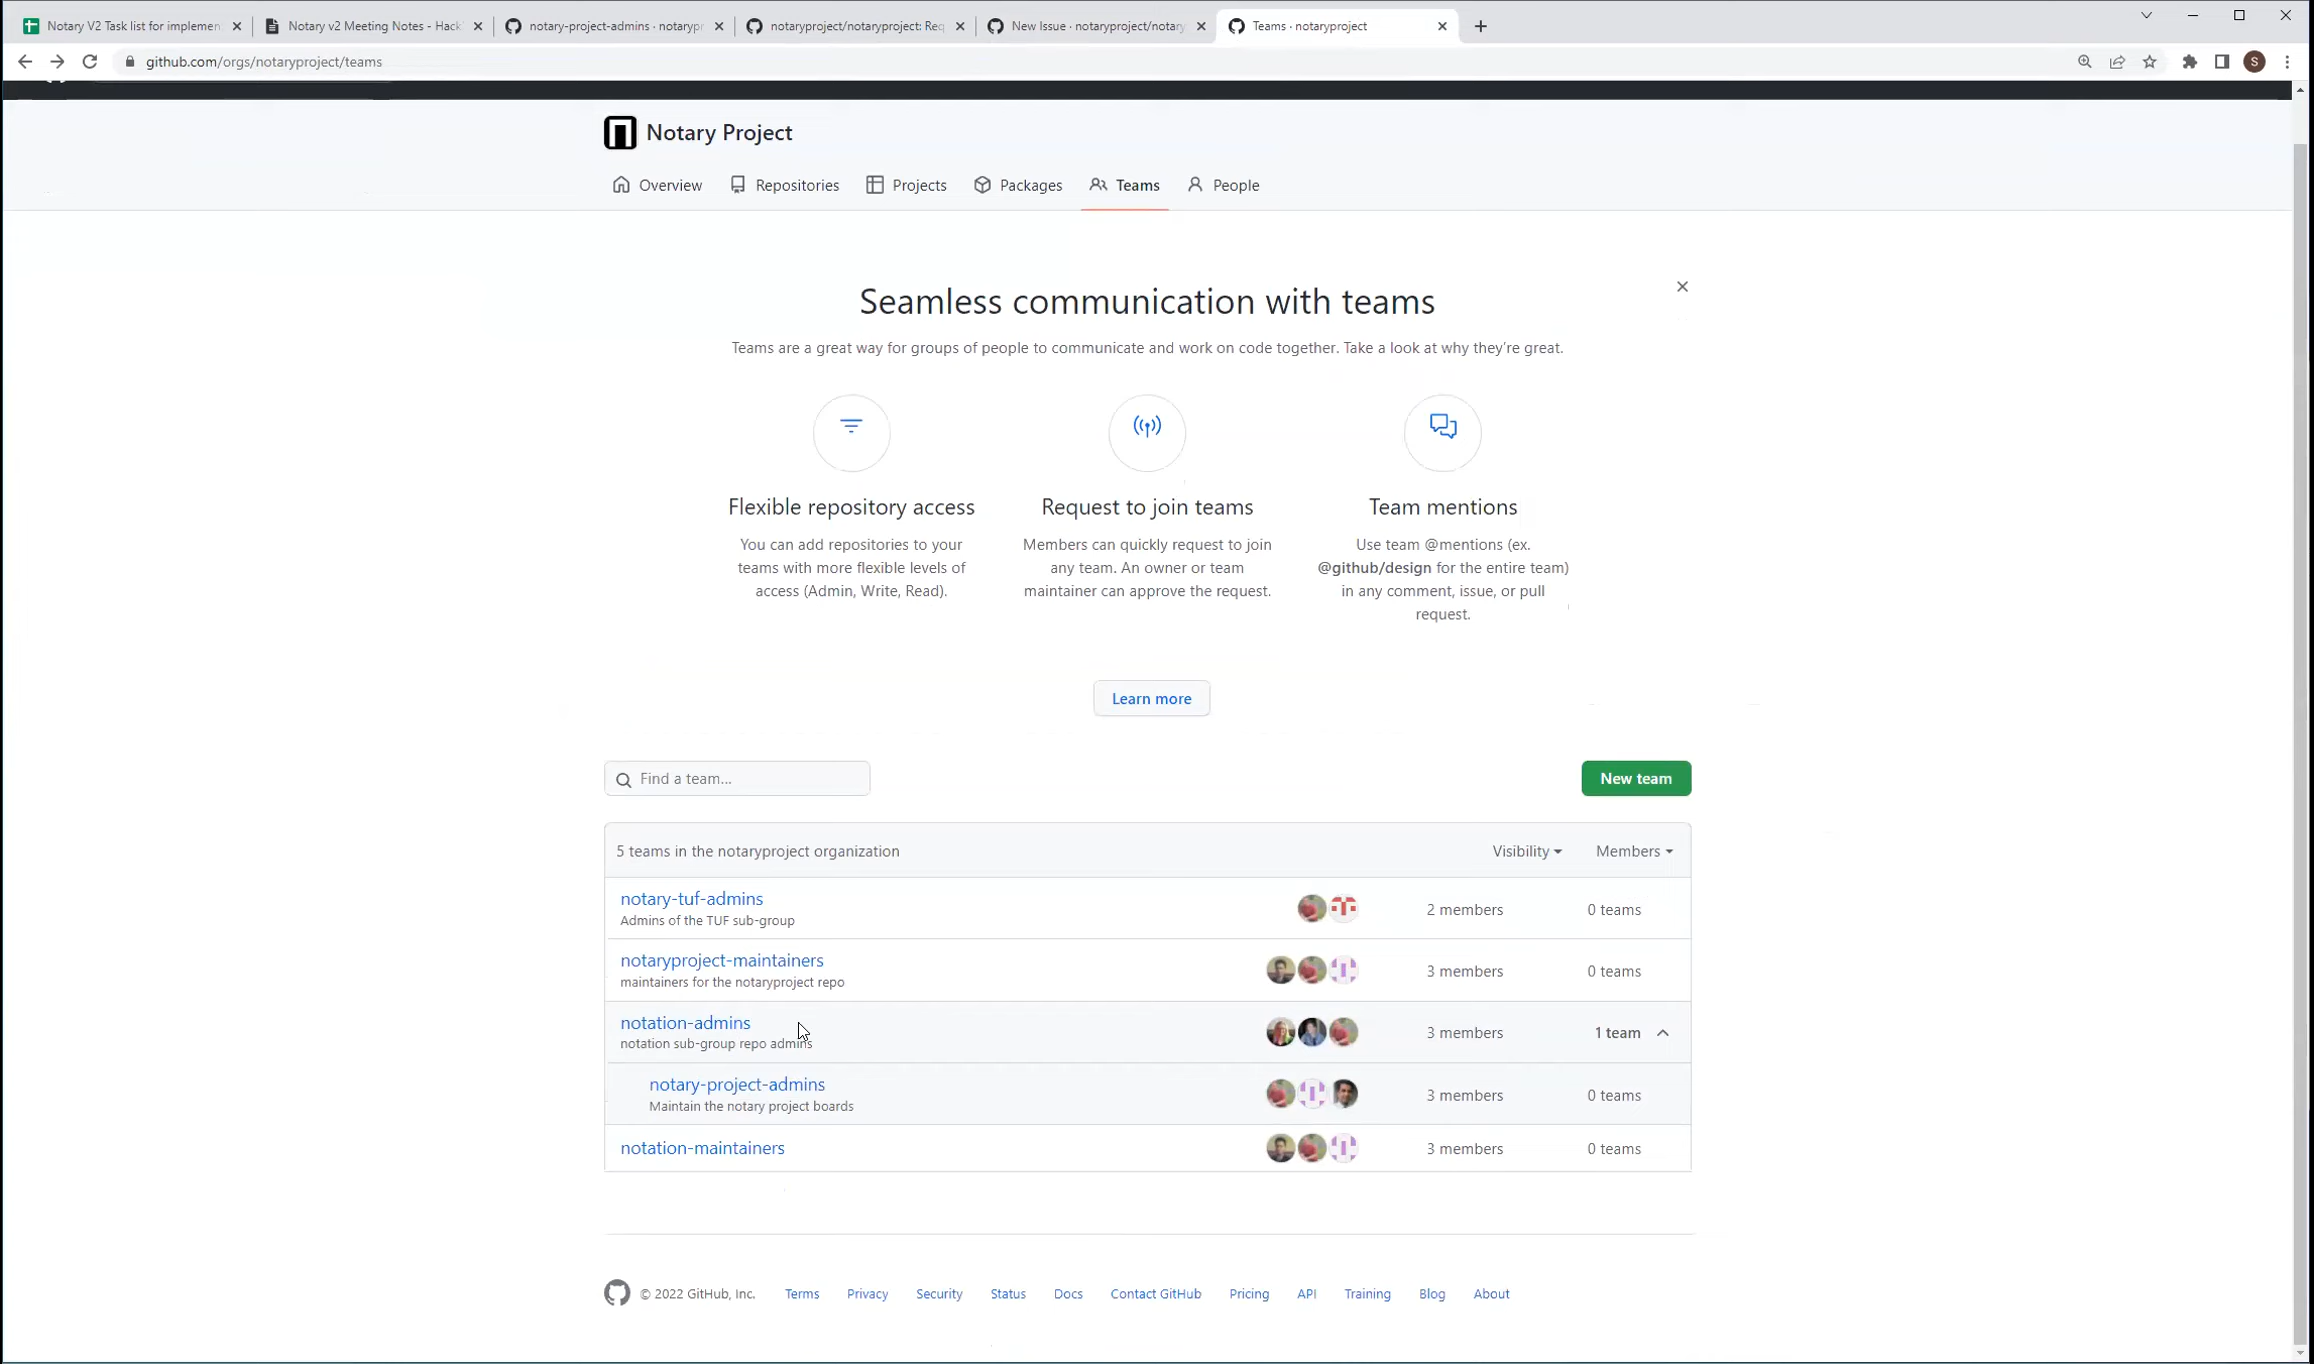 Notary V2 Task list for implemen
Notary v2 Meeting Notes - Hack
notary-project-admins · notarypr
notaryproject/notaryproject: Req
New Issue · notaryproject/notary
Teams · notaryproject
github.com/orgs/notaryproject/teams
S
Notary Project
Overview
Repositories
Projects
Packages
Teams
People
Seamless communication with teams
Teams are a great way for groups of people to communicate and work on code together. Take a look at why they're great.
Flexible repository access
You can add repositories to your
teams with more flexible levels of
access (Admin, Write, Read).
Request to join teams
Members can quickly request to join
any team. An owner or team
maintainer can approve the request.
Team mentions
Use team @mentions (ex.
@github/design for the entire team)
in any comment, issue, or pull
request.
Learn more
Find a team...
New team
5 teams in the notaryproject organization
Visibility
Members
notary-tuf-admins
Admins of the TUF sub-group
2 members
0 teams
notaryproject-maintainers
maintainers for the notaryproject repo
3 members
0 teams
notation-admins
notation sub-group repo admins
3 members
1 team
notary-project-admins
Maintain the notary project boards
3 members
0 teams
notation-maintainers
3 members
0 teams
© 2022 GitHub, Inc.
Terms
Privacy
Security
Status
Docs
Contact GitHub
Pricing
API
Training
Blog
About